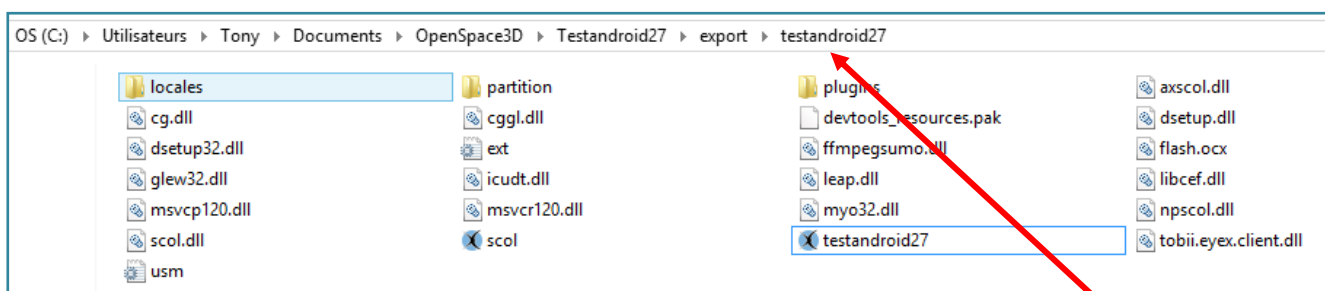 OS (C:) Utilisateurs Tony Documents OpenSpace3D Testandroid27 export testandroid27
locales partition plugins axscol.dll
cg.dll cggl.dll devtools_resources.pak dsetup.dll
dsetup32.dll ext ffmpegsumo.dll flash.ocx
glew32.dll icudt.dll leap.dll libcef.dll
msvcp120.dll msvcr120.dll myo32.dll npscol.dll
scol.dll scol testandroid27 tobii.eyex.client.dll
usm